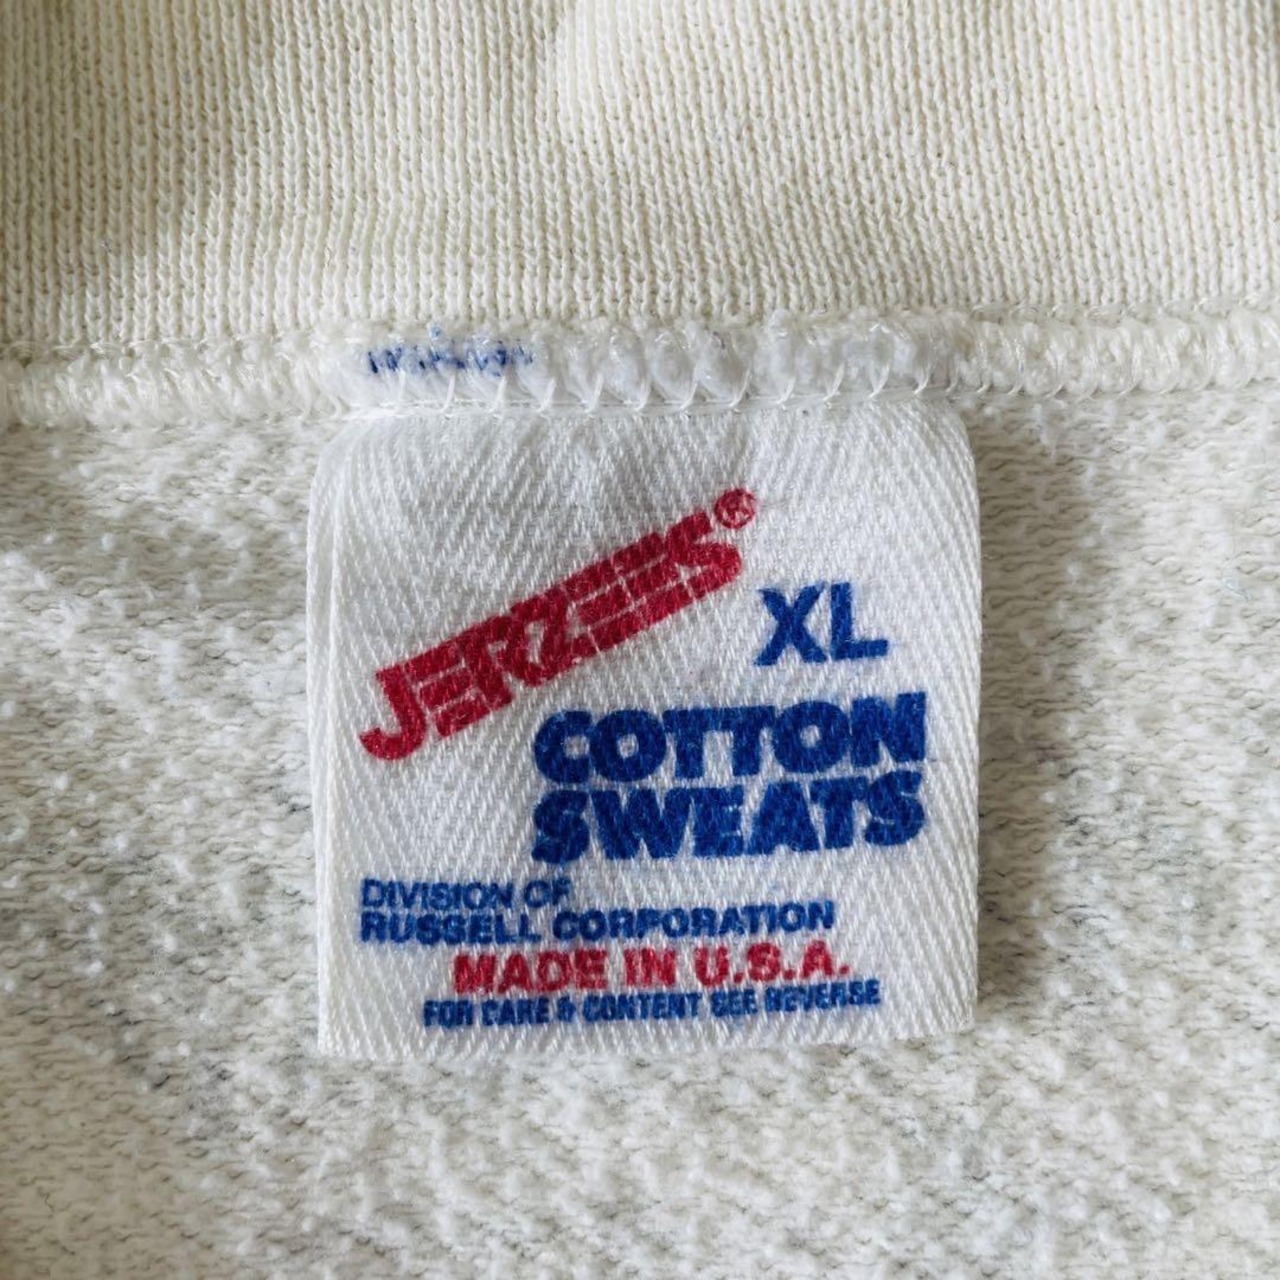 JERZEES®
XL
COTTON
SWEATS
DIVISION OF
RUSSELL CORPORATION
MADE IN U.S.A.
FOR CARE & CONTENT SEE REVERSE